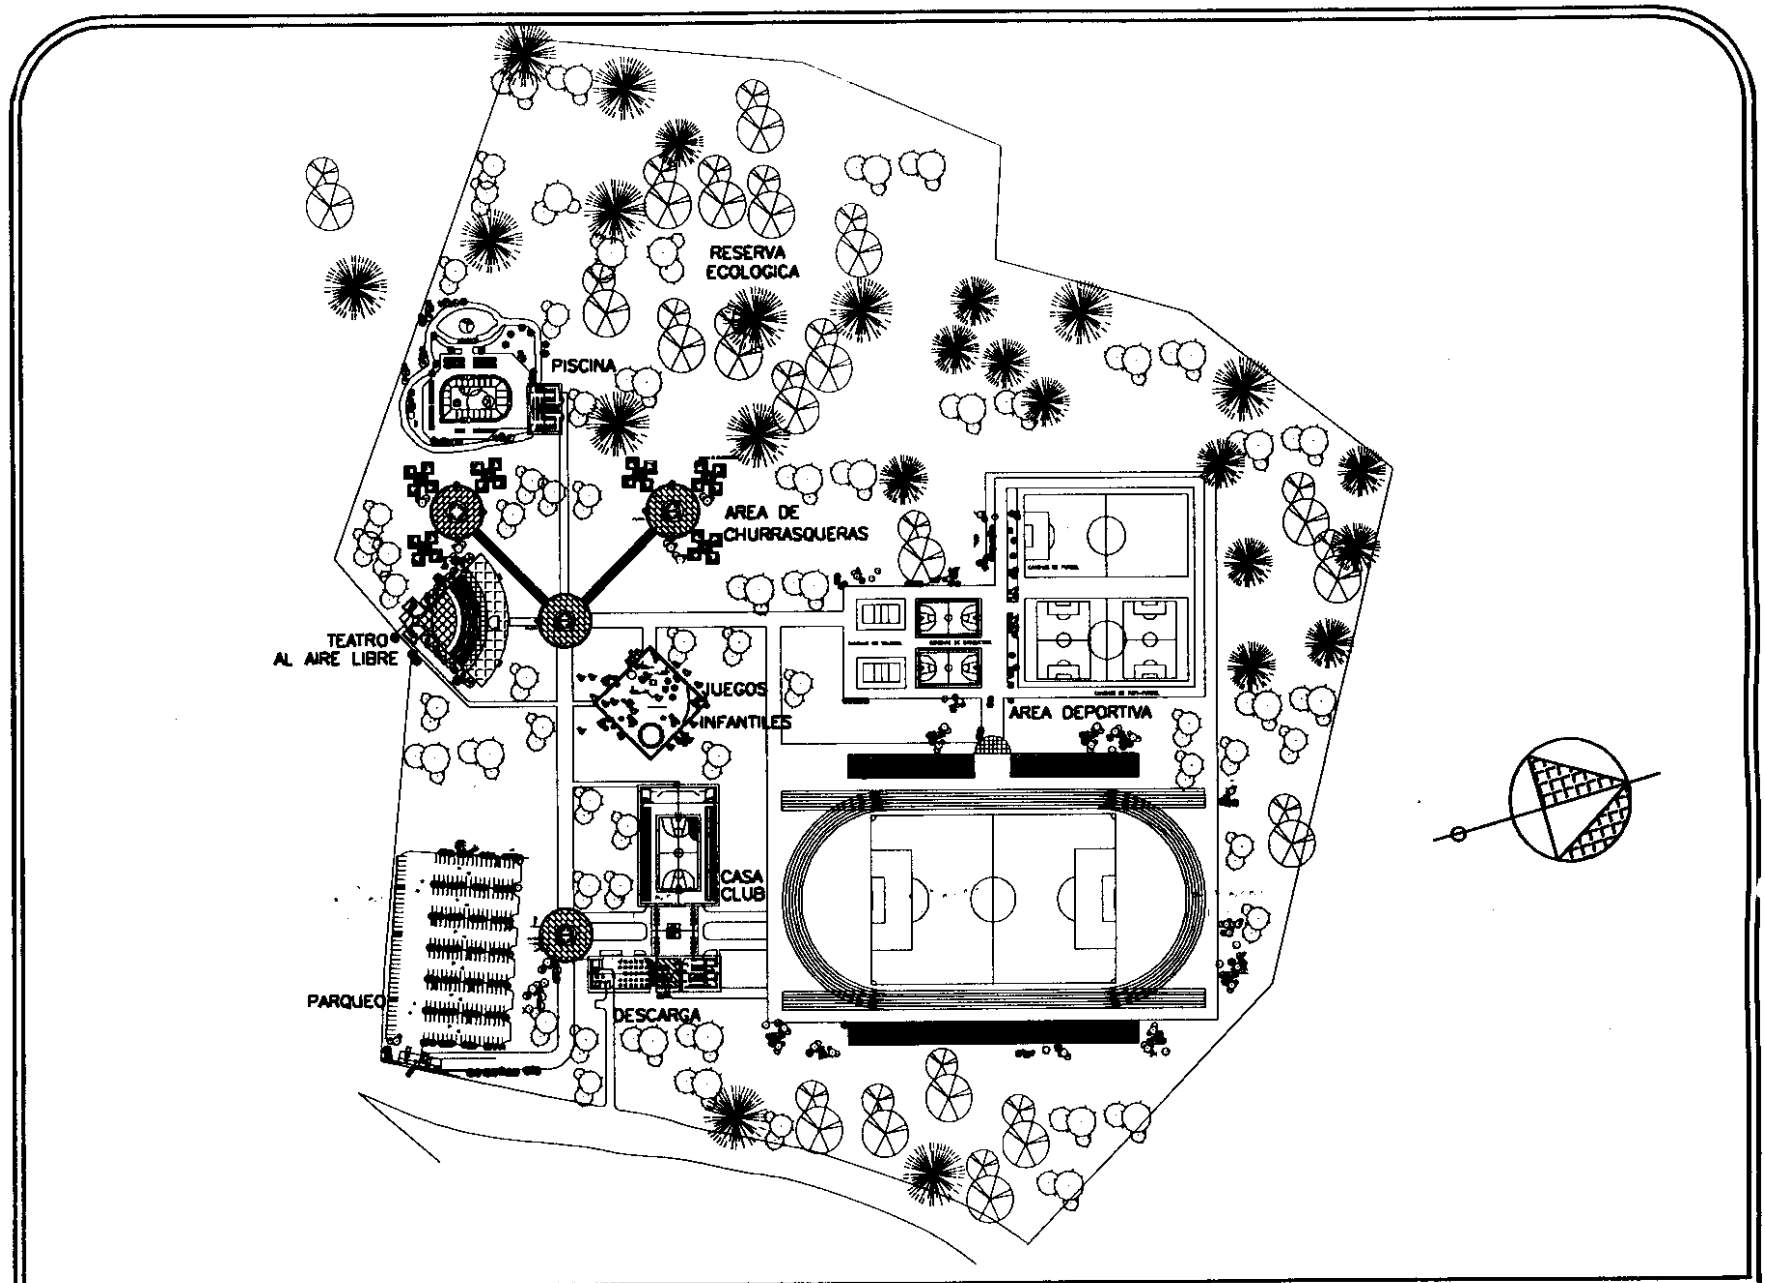 RESERVA
ECOLOGICA
PISCINA
AREA DE
CHURRASQUERAS
TEATRO
AL AIRE LIBRE
JUEGOS
INFANTILES
AREA DEPORTIVA
CASA
CLUB
PARQUEO
DESCARGA